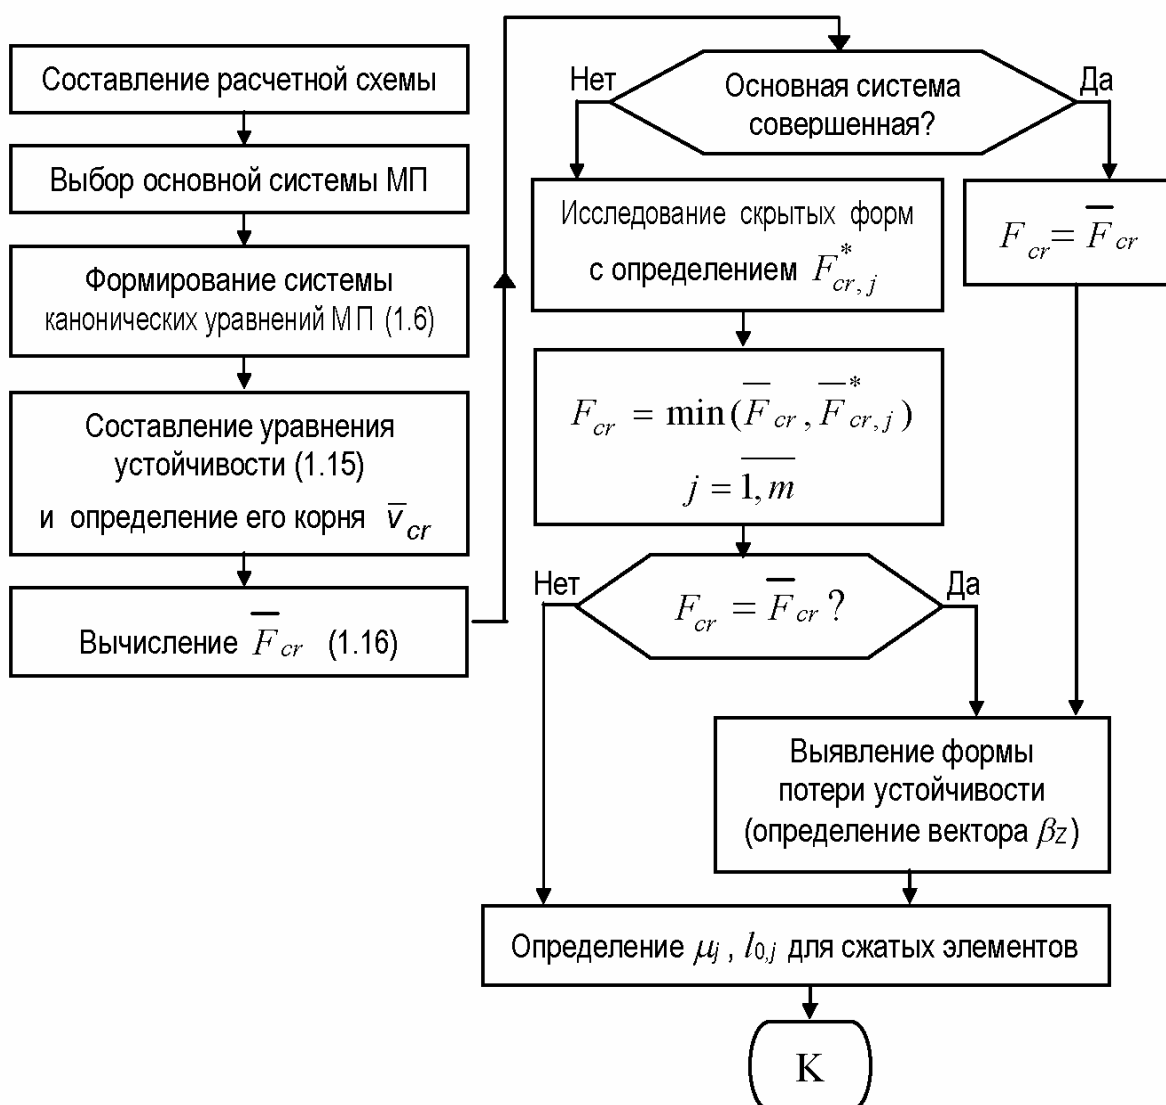 Составление расчетной схемы
Выбор основной системы МП
Формирование системы
канонических уравнений МП (1.6)
Составление уравнения
устойчивости (1.15)
и определение его корня v̅cr
Вычисление F̅cr (1.16)
Нет
Основная система
совершенная?
Да
Исследование скрытых форм
с определением F*cr, j
Fcr = F̅cr
Fcr = min(F̅cr, F̅*cr, j)
j = 1, m
Нет
Fcr = F̅cr ?
Да
Выявление формы
потери устойчивости
(определение вектора βZ)
Определение μj , l0,j для сжатых элементов
К